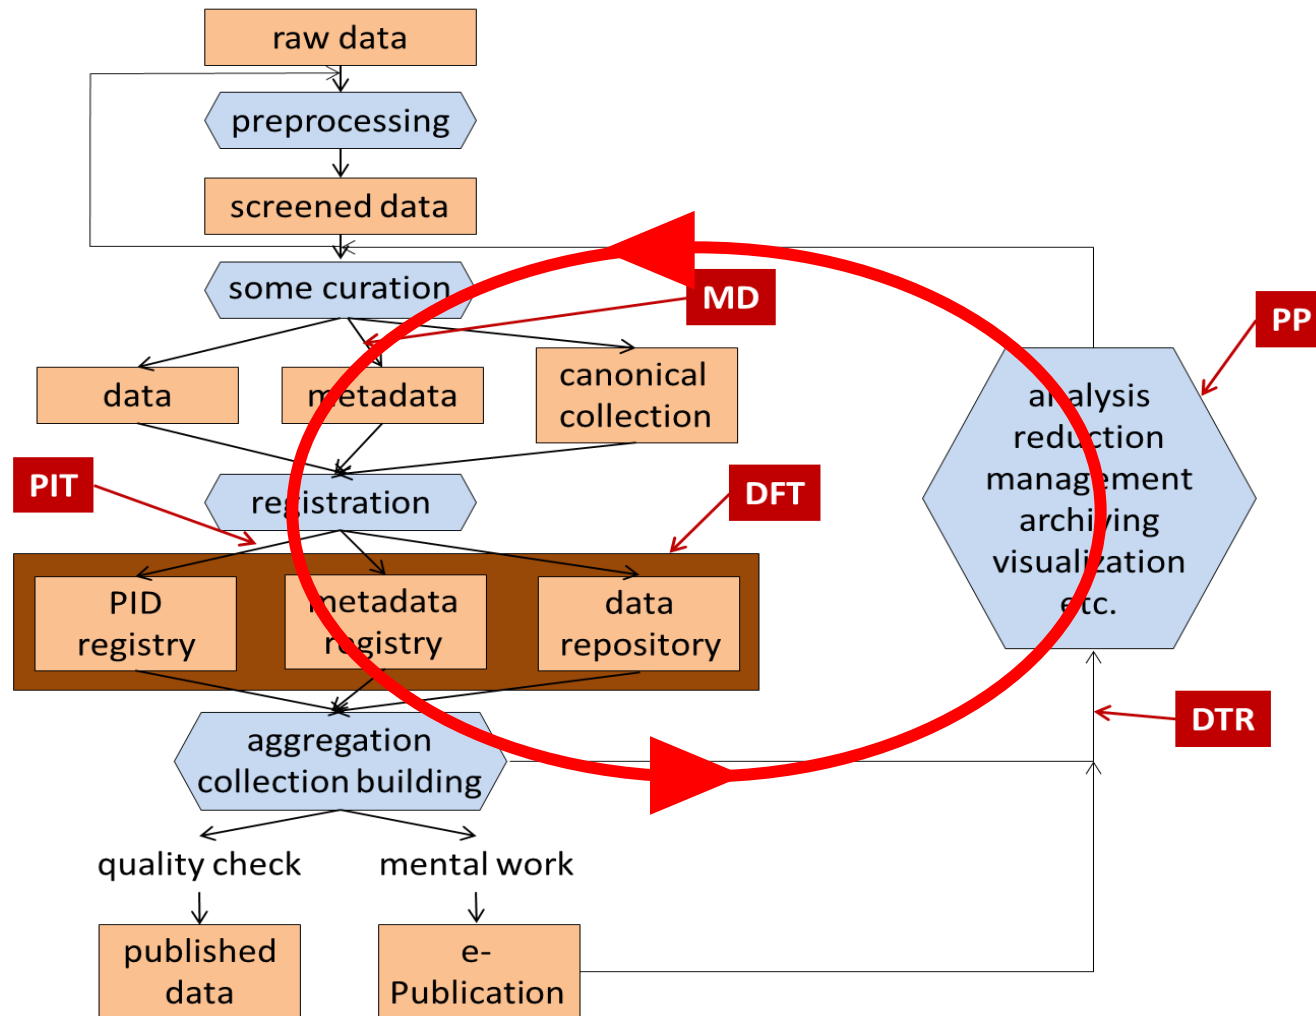 raw data
preprocessing
screened data
some curation
MD
PP
data
metadata
canonical
collection
analysis
reduction
management
archiving
visualization
etc.
PIT
registration
DFT
PID
registry
metadata
registry
data
repository
DTR
aggregation
collection building
quality check
mental work
published
data
e-
Publication